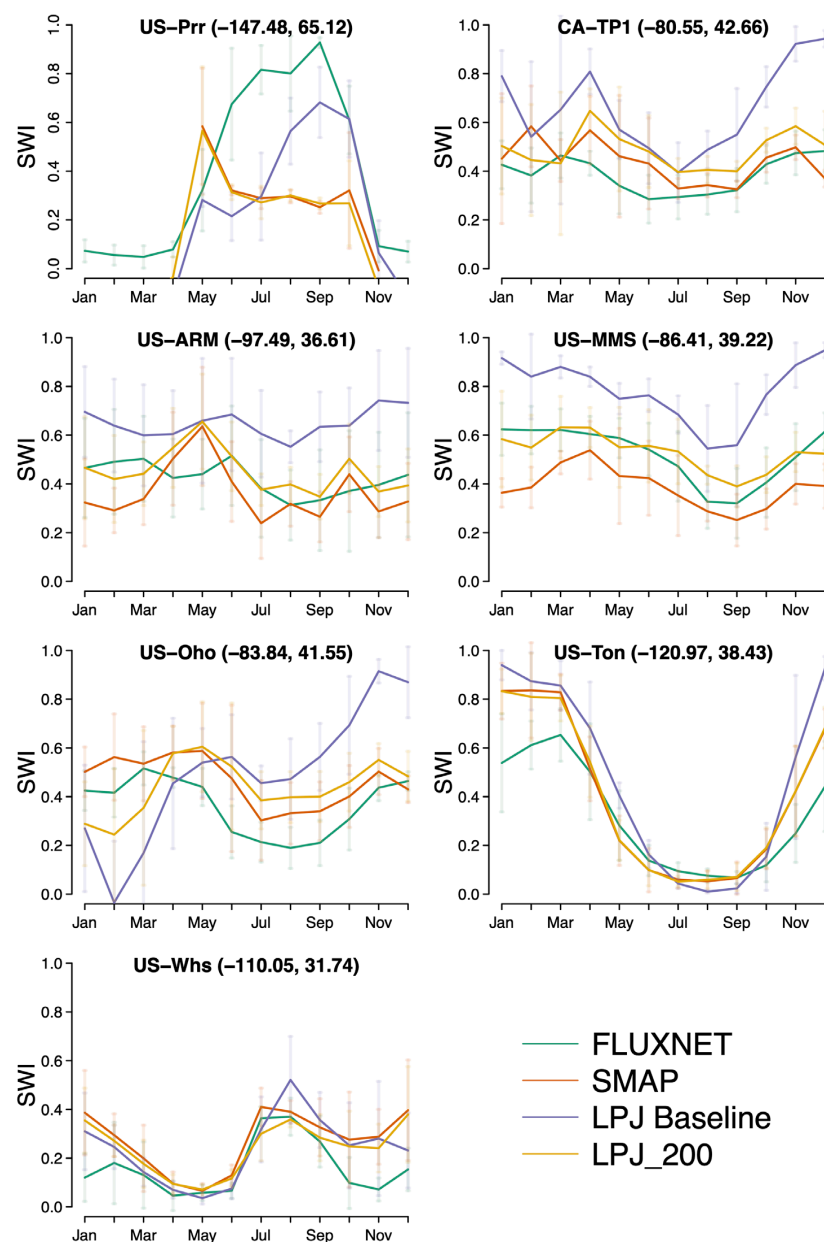 US−Prr (−147.48, 65.12)
SWI
1.0
0.8
0.6
0.4
0.2
0.0
Jan Mar May Jul Sep Nov
CA−TP1 (−80.55, 42.66)
SWI
1.0
0.8
0.6
0.4
0.2
0.0
Jan Mar May Jul Sep Nov
US−ARM (−97.49, 36.61)
SWI
1.0
0.8
0.6
0.4
0.2
0.0
Jan Mar May Jul Sep Nov
US−MMS (−86.41, 39.22)
SWI
1.0
0.8
0.6
0.4
0.2
0.0
Jan Mar May Jul Sep Nov
US−Oho (−83.84, 41.55)
SWI
1.0
0.8
0.6
0.4
0.2
0.0
Jan Mar May Jul Sep Nov
US−Ton (−120.97, 38.43)
SWI
1.0
0.8
0.6
0.4
0.2
0.0
Jan Mar May Jul Sep Nov
US−Whs (−110.05, 31.74)
SWI
1.0
0.8
0.6
0.4
0.2
0.0
Jan Mar May Jul Sep Nov
FLUXNET
SMAP
LPJ Baseline
LPJ_200